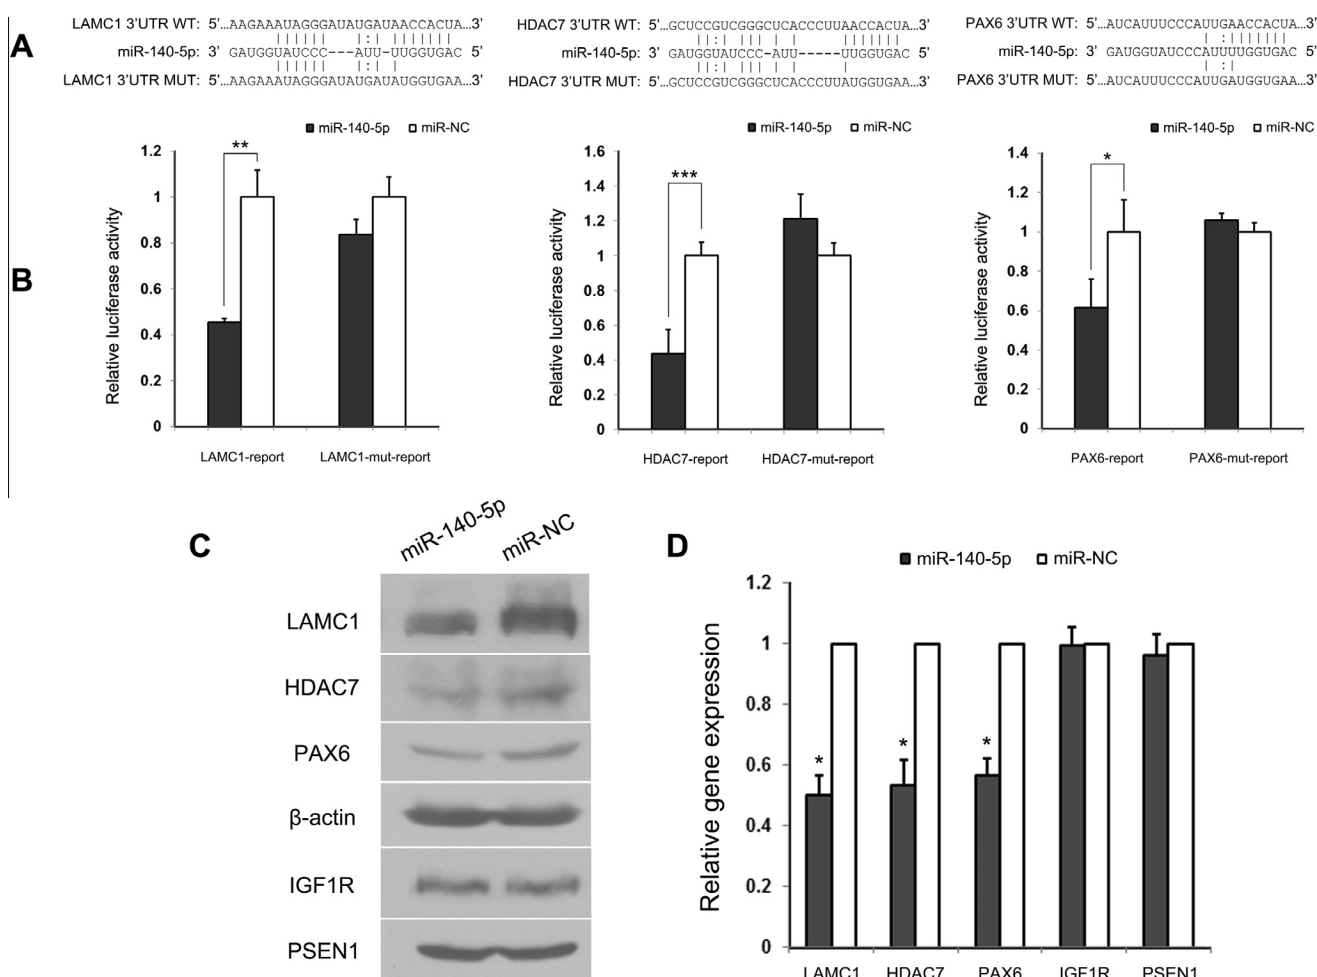 A
LAMC1 3'UTR WT: 5'...AAGAAAUAGGGAUAUGAUAACCACUA...3'
miR-140-5p: 3' GAUGGUAUCCC---AUU-UUGGUGAC 5'
LAMC1 3'UTR MUT: 5'...AAGAAAUAGGGAUAUGAUAUGGUGAA...3'
HDAC7 3'UTR WT: 5'...GCUCCGUCGGGCUCACCCUUAACCACUA...3'
miR-140-5p: 3' GAUGGUAUCCC-AUU-----UUGGUGAC 5'
HDAC7 3'UTR MUT: 5'...GCUCCGUCGGGCUCACCCUUAUGGUGAA...3'
PAX6 3'UTR WT: 5'...AUCAUUUCCCAUUGAACCACUA...3'
miR-140-5p: 3' GAUGGUAUCCCAUUUUGGUGAC 5'
PAX6 3'UTR MUT: 5'...AUCAUUUCCCAUUGAUGGUGAA...3'
B
miR-140-5p miR-NC
Relative luciferase activity
1.2
1
0.8
0.6
0.4
0.2
0
**
LAMC1-report LAMC1-mut-report
miR-140-5p miR-NC
Relative luciferase activity
1.6
1.4
1.2
1
0.8
0.6
0.4
0.2
0
***
HDAC7-report HDAC7-mut-report
miR-140-5p miR-NC
Relative luciferase activity
1.4
1.2
1
0.8
0.6
0.4
0.2
0
*
PAX6-report PAX6-mut-report
C
miR-140-5p miR-NC
LAMC1
HDAC7
PAX6
β-actin
IGF1R
PSEN1
D
miR-140-5p miR-NC
Relative gene expression
1.2
1
0.8
0.6
0.4
0.2
0
* * *
LAMC1 HDAC7 PAX6 IGF1R PSEN1